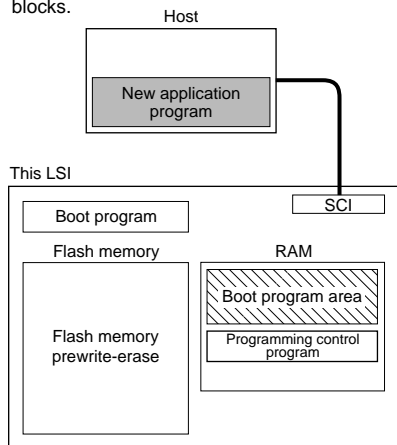 blocks.
Host
New application
program
This LSI
SCI
Boot program
Flash memory
RAM
Boot program area
Flash memory
prewrite-erase
Programming control
program